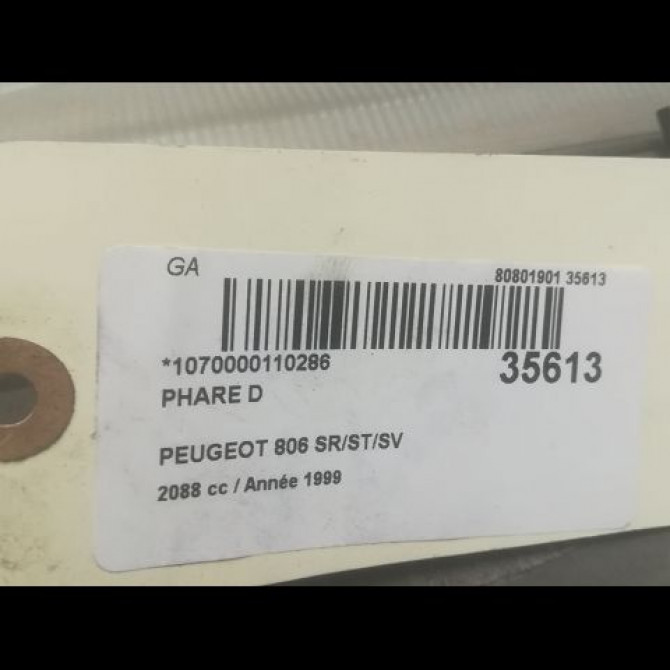 GA
80801901 35613
*1070000110286
35613
PHARE D
PEUGEOT 806 SR/ST/SV
2088 cc / Année 1999